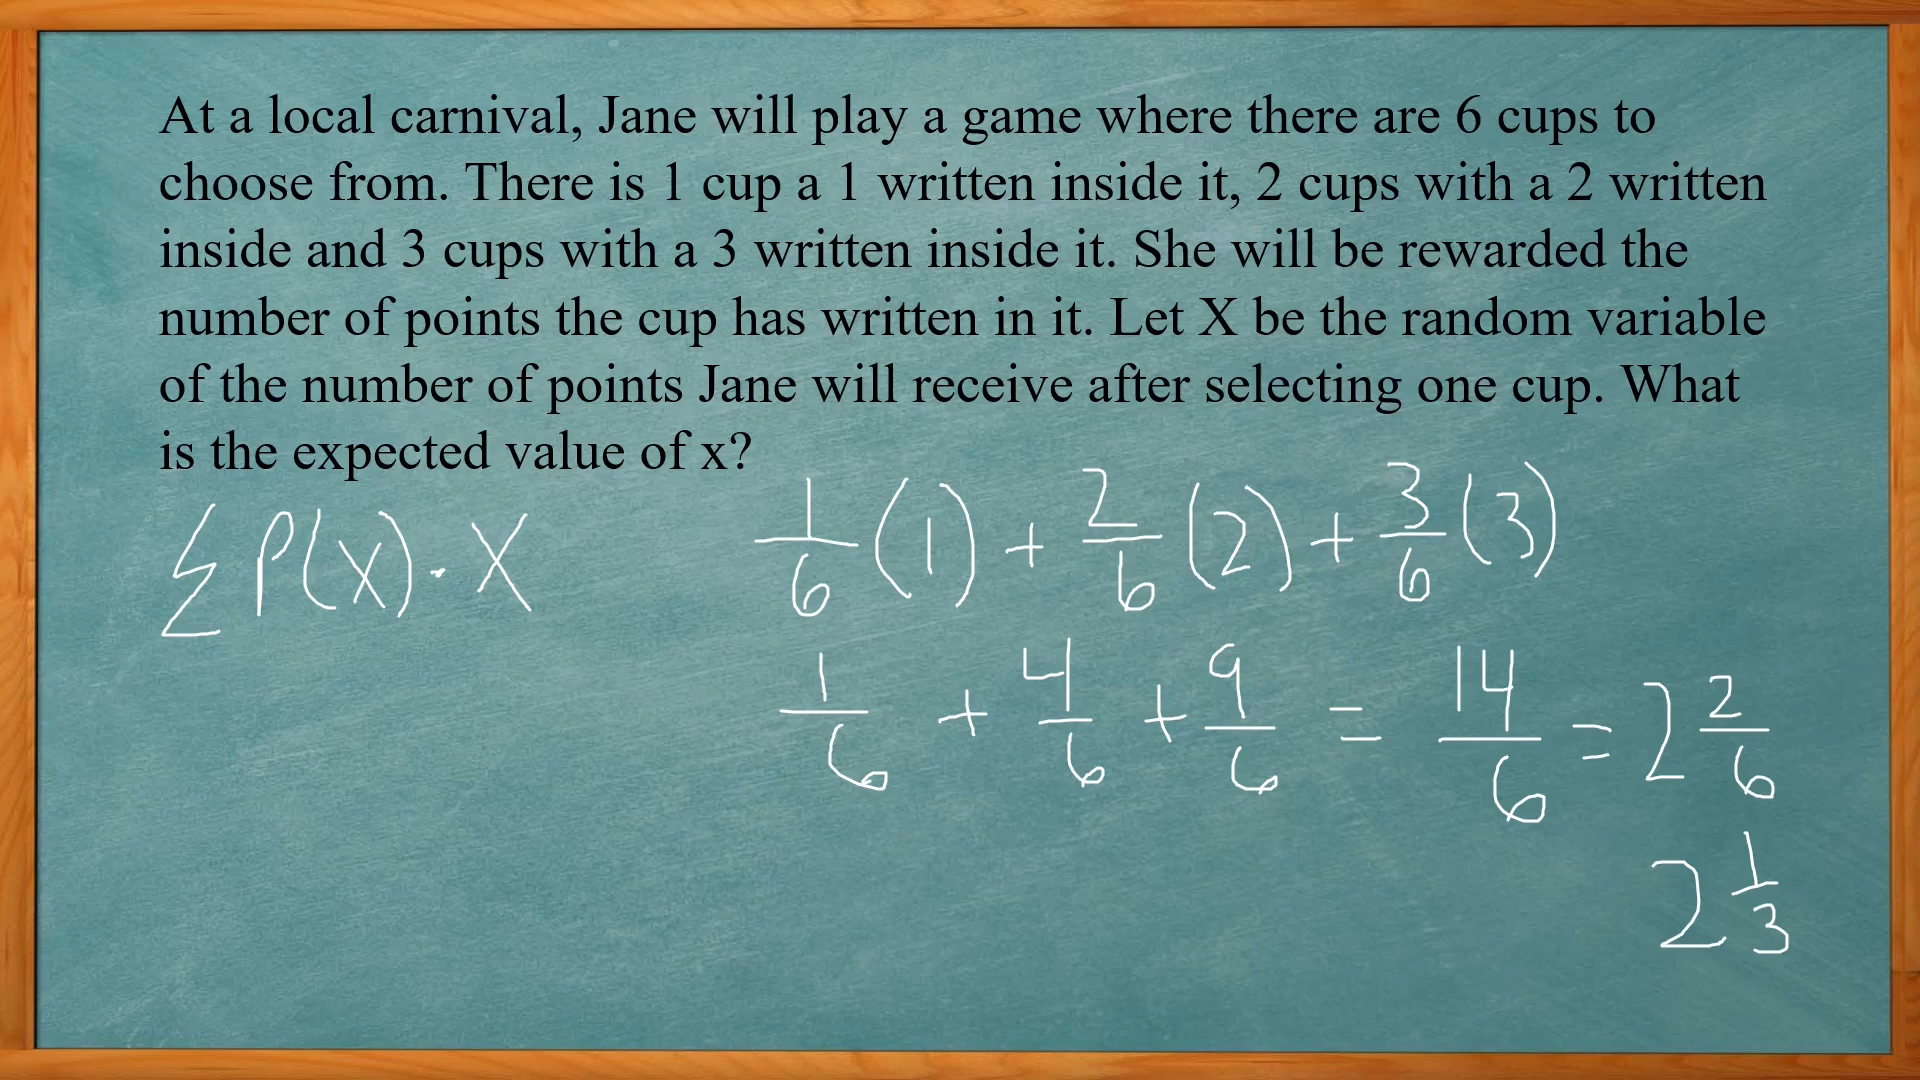 At a local carnival, Jane will play a game where there are 6 cups to
choose from. There is 1 cup a 1 written inside it, 2 cups with a 2 written
inside and 3 cups with a 3 written inside it. She will be rewarded the
number of points the cup has written in it. Let X be the random variable
of the number of points Jane will receive after selecting one cup. What
is the expected value of x?
Σ P(x) · X
1/6 (1) + 2/6 (2) + 3/6 (3)
1/6 + 4/6 + 9/6 = 14/6 = 2 2/6
2 1/3